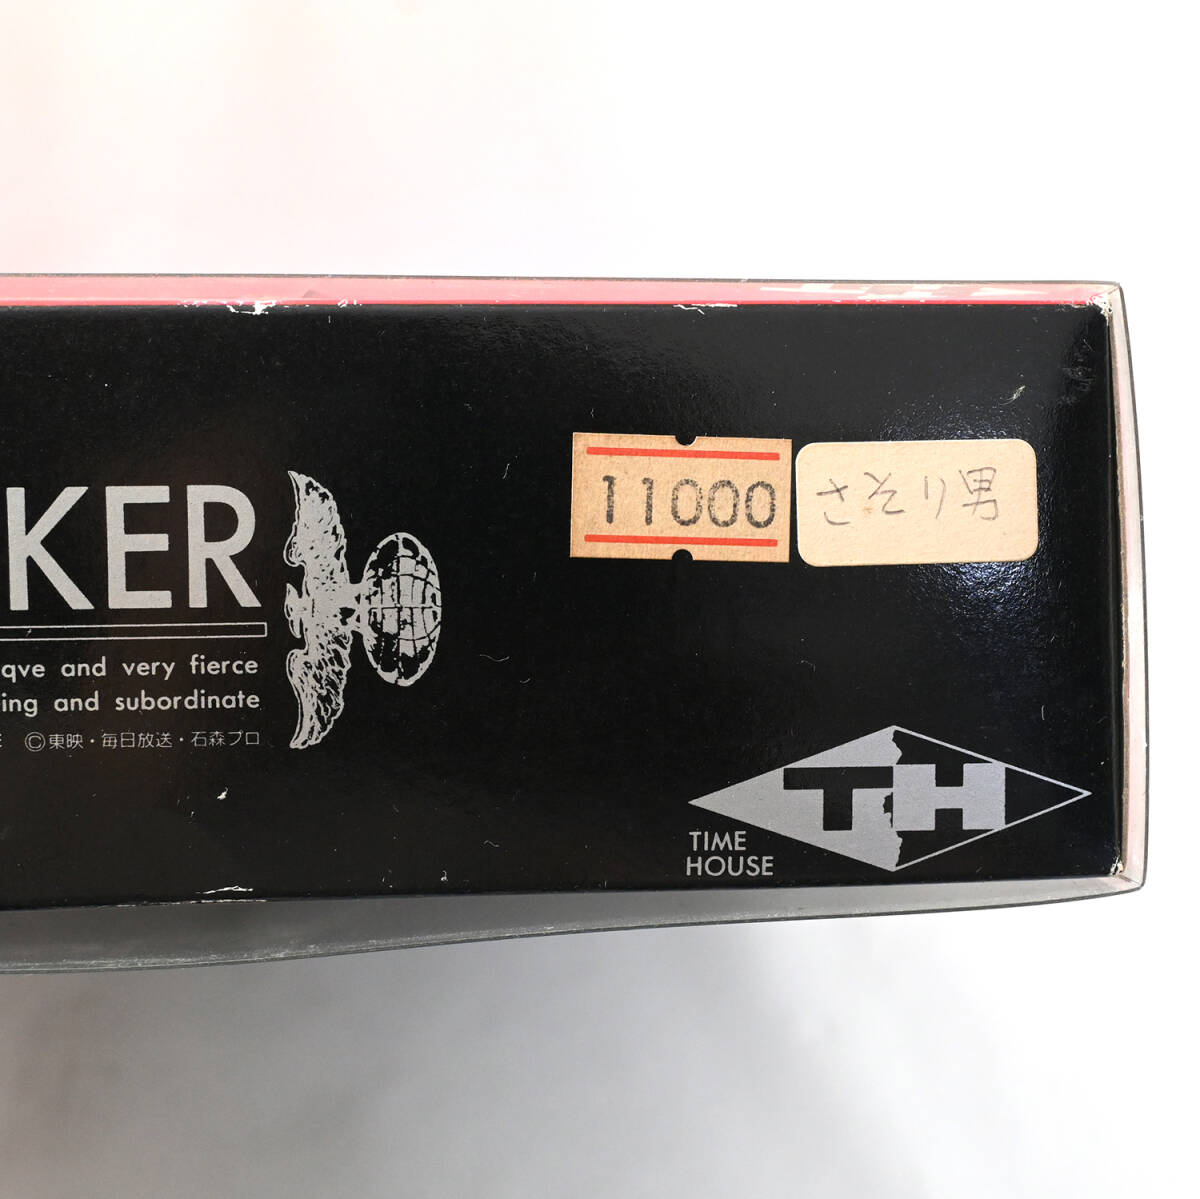 KER
qve and very fierce
ing and subordinate
©東映・毎日放送・石森プロ
11000
さそり男
TH
TIME
HOUSE